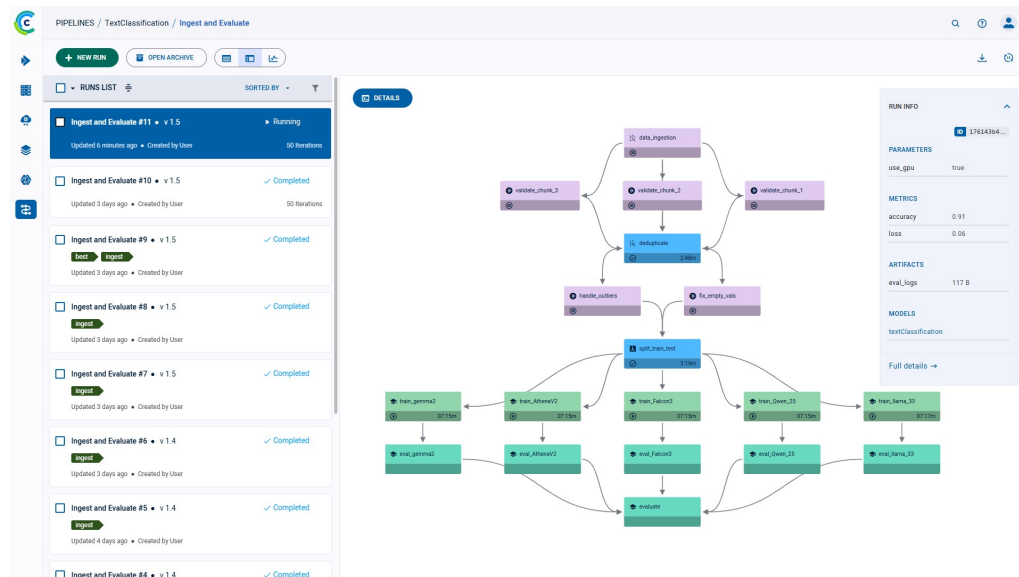 PIPELINES / TextClassification / Ingest and Evaluate
+ NEW RUN
OPEN ARCHIVE
RUNS LIST
SORTED BY
Ingest and Evaluate #11 • v 1.5
Running
Updated 6 minutes ago • Created by User
50 Iterations
Ingest and Evaluate #10 • v 1.5
Completed
Updated 3 days ago • Created by User
50 Iterations
Ingest and Evaluate #9 • v 1.5
Completed
best
ingest
Updated 3 days ago • Created by User
Ingest and Evaluate #8 • v 1.5
Completed
ingest
Updated 3 days ago • Created by User
Ingest and Evaluate #7 • v 1.5
Completed
ingest
Updated 3 days ago • Created by User
Ingest and Evaluate #6 • v 1.4
Completed
ingest
Updated 3 days ago • Created by User
Ingest and Evaluate #5 • v 1.4
Completed
ingest
Updated 4 days ago • Created by User
Ingest and Evaluate #4 • v 1.4
Completed
DETAILS
data_ingestion
validate_chunk_3
validate_chunk_2
validate_chunk_1
deduplicate
2:48m
handle_outliers
fix_empty_vals
split_train_test
3:19m
train_gemma2
07:15m
train_AthenaV2
07:15m
train_Falcon3
07:15m
train_Qwen_25
07:15m
train_llama_33
07:17m
eval_gemma2
eval_AthenaV2
eval_Falcon3
eval_Qwen_25
eval_llama_33
evaluate
RUN INFO
ID 176143b4...
PARAMETERS
use_gpu true
METRICS
accuracy 0.91
loss 0.06
ARTIFACTS
eval_logs 117 B
MODELS
textClassification
Full details →